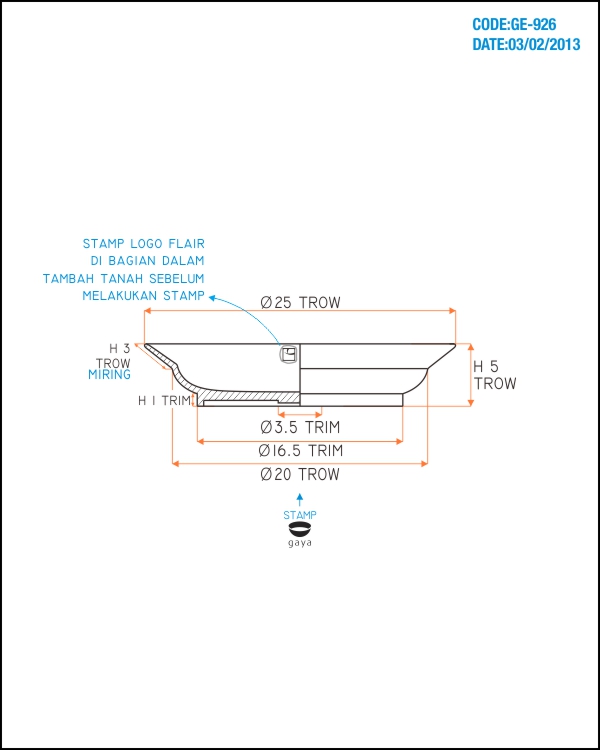 CODE:GE-926
DATE:03/02/2013
STAMP LOGO FLAIR
DI BAGIAN DALAM
TAMBAH TANAH SEBELUM
MELAKUKAN STAMP
Ø25 TROW
H 3
TROW
MIRING
H 5
TROW
H 1 TRIM
Ø3.5 TRIM
Ø16.5 TRIM
Ø20 TROW
STAMP
gaya